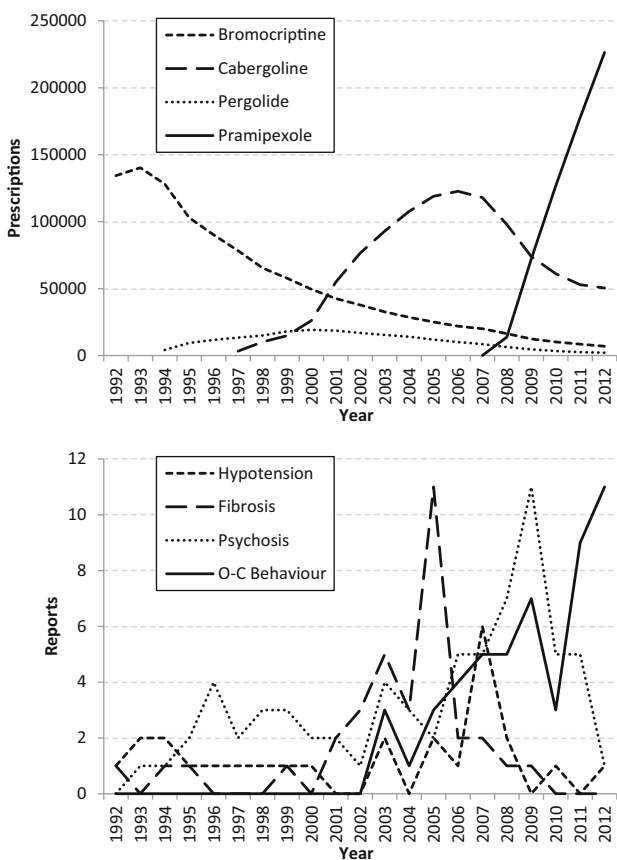 250000
200000
150000
100000
50000
0
Prescriptions
Bromocriptine
Cabergoline
Pergolide
Pramipexole
1992 1993 1994 1995 1996 1997 1998 1999 2000 2001 2002 2003 2004 2005 2006 2007 2008 2009 2010 2011 2012
Year
12
10
8
6
4
2
0
Reports
Hypotension
Fibrosis
Psychosis
O-C Behaviour
1992 1993 1994 1995 1996 1997 1998 1999 2000 2001 2002 2003 2004 2005 2006 2007 2008 2009 2010 2011 2012
Year